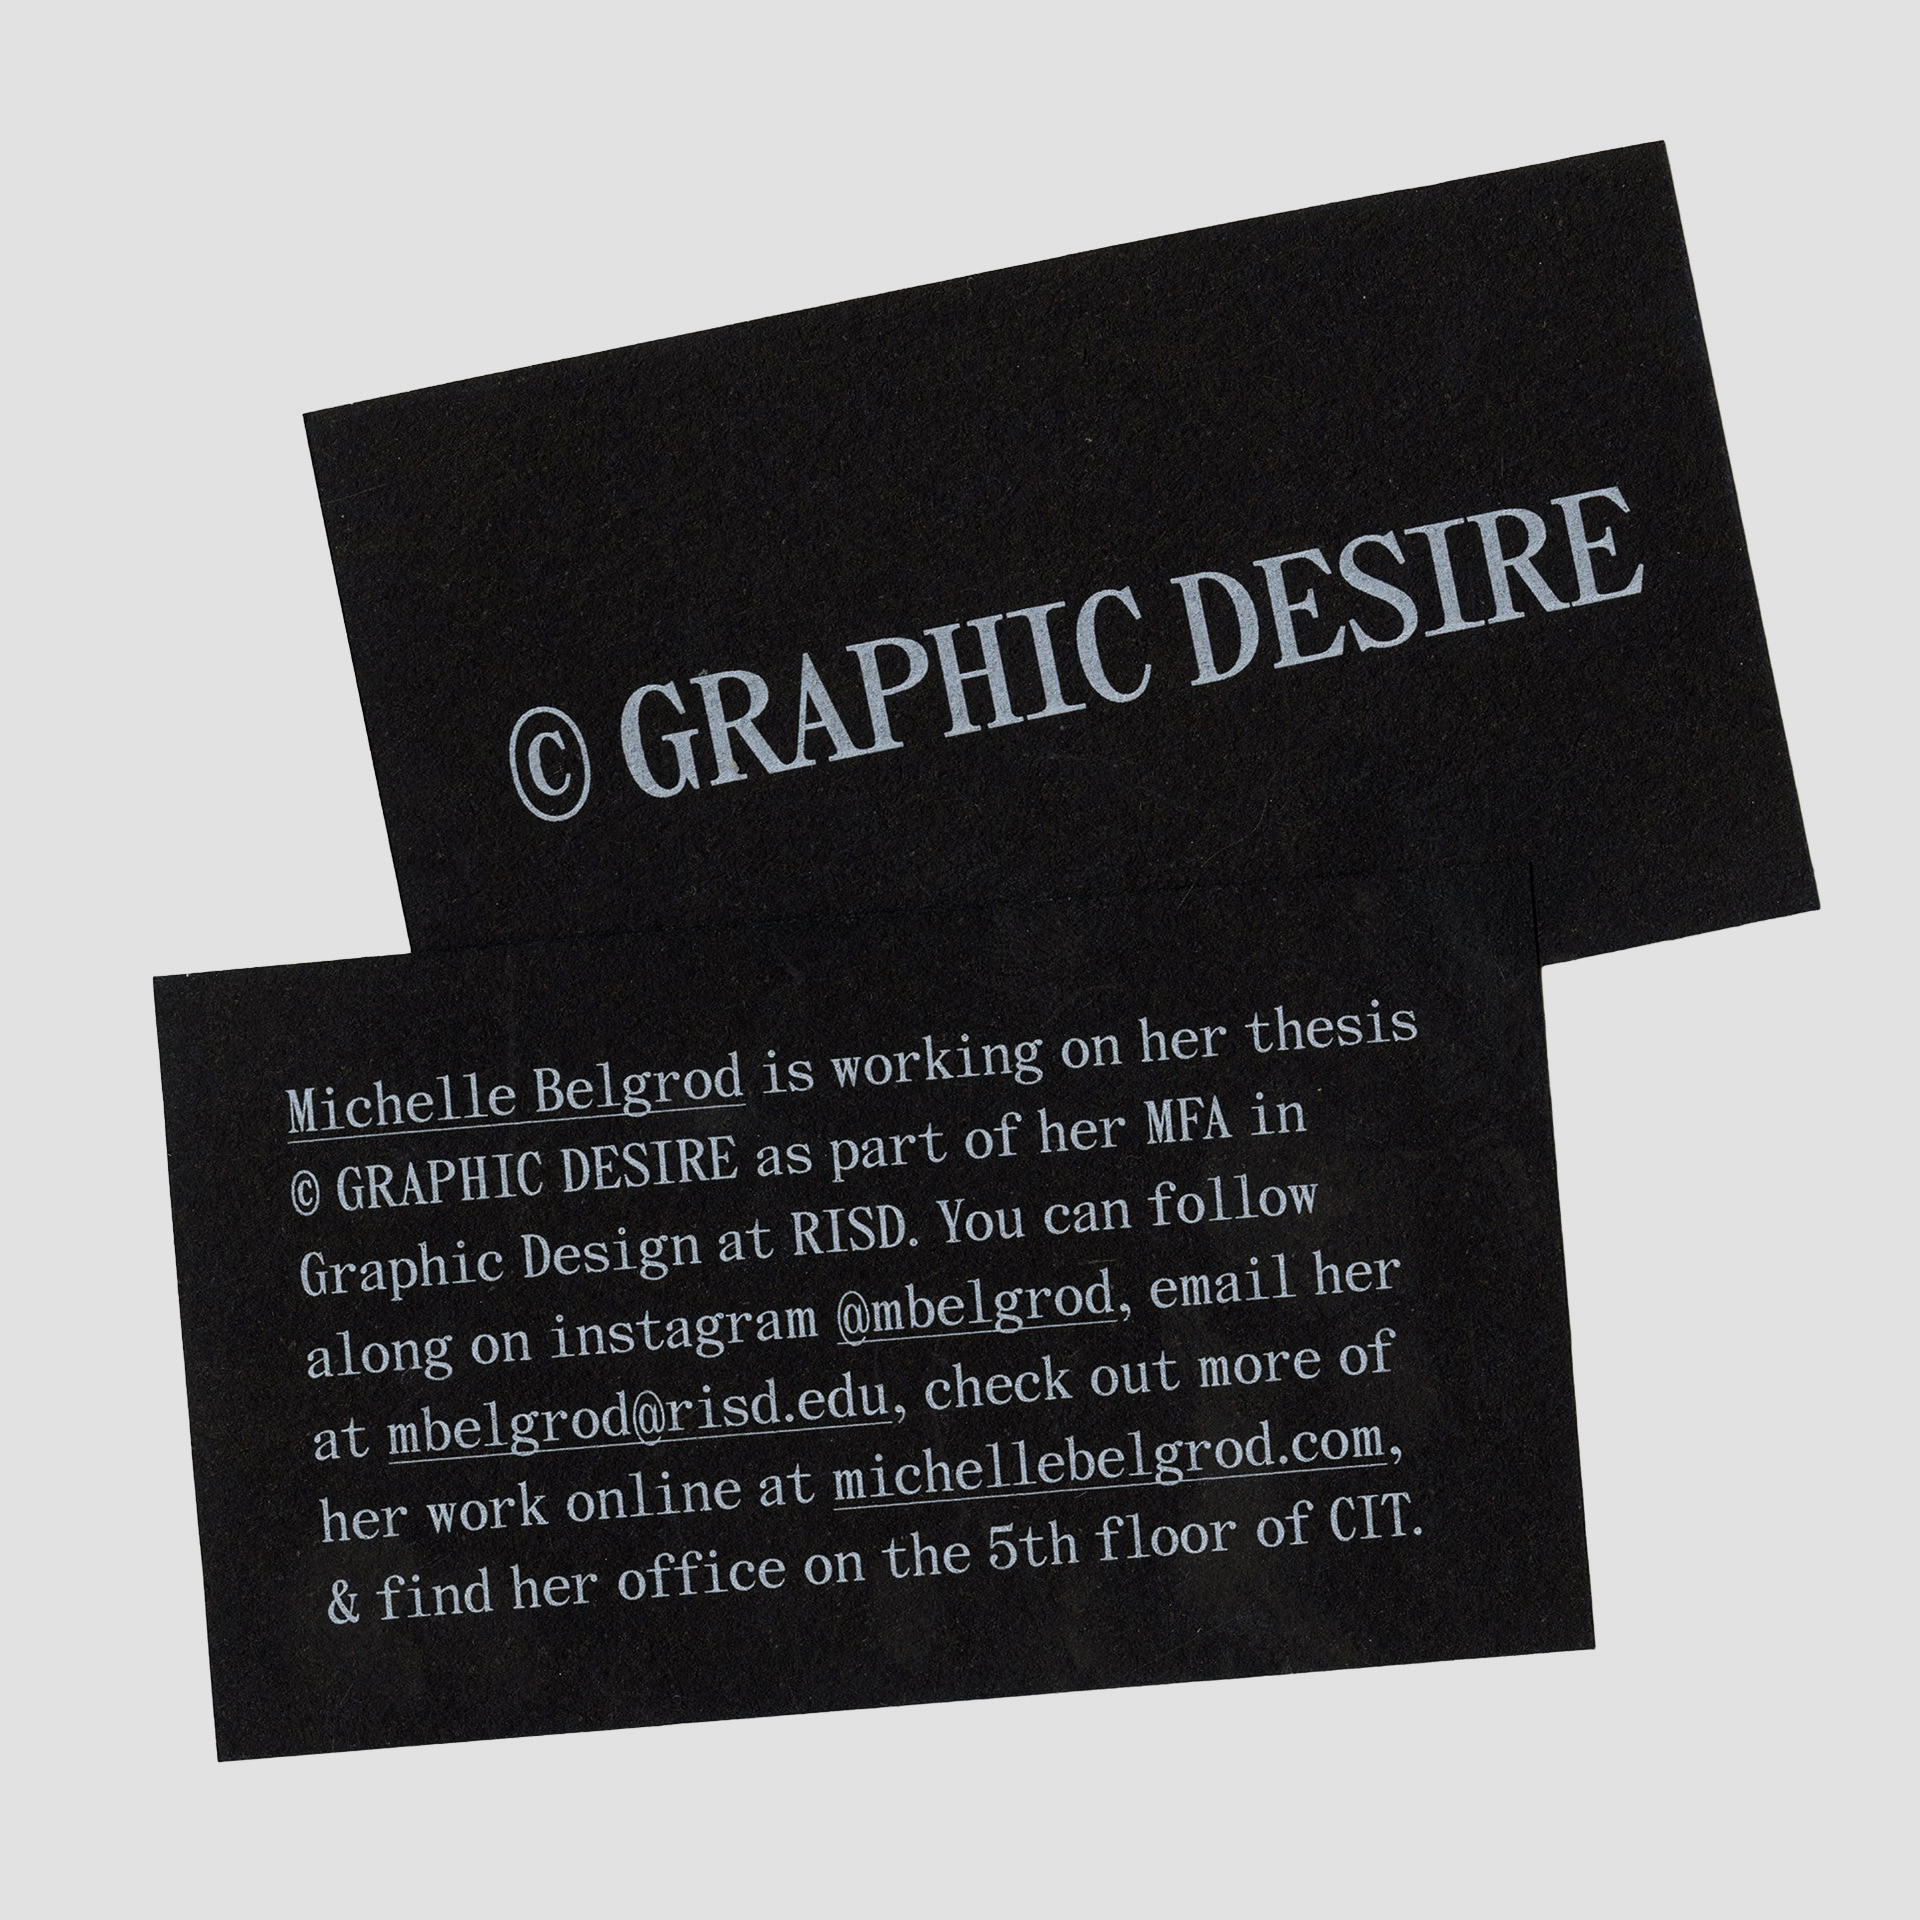 © GRAPHIC DESIRE
Michelle Belgrod is working on her thesis
© GRAPHIC DESIRE as part of her MFA in
Graphic Design at RISD. You can follow
along on instagram @mbelgrod, email her
at mbelgrod@risd.edu, check out more of
her work online at michellebelgrod.com,
& find her office on the 5th floor of CIT.